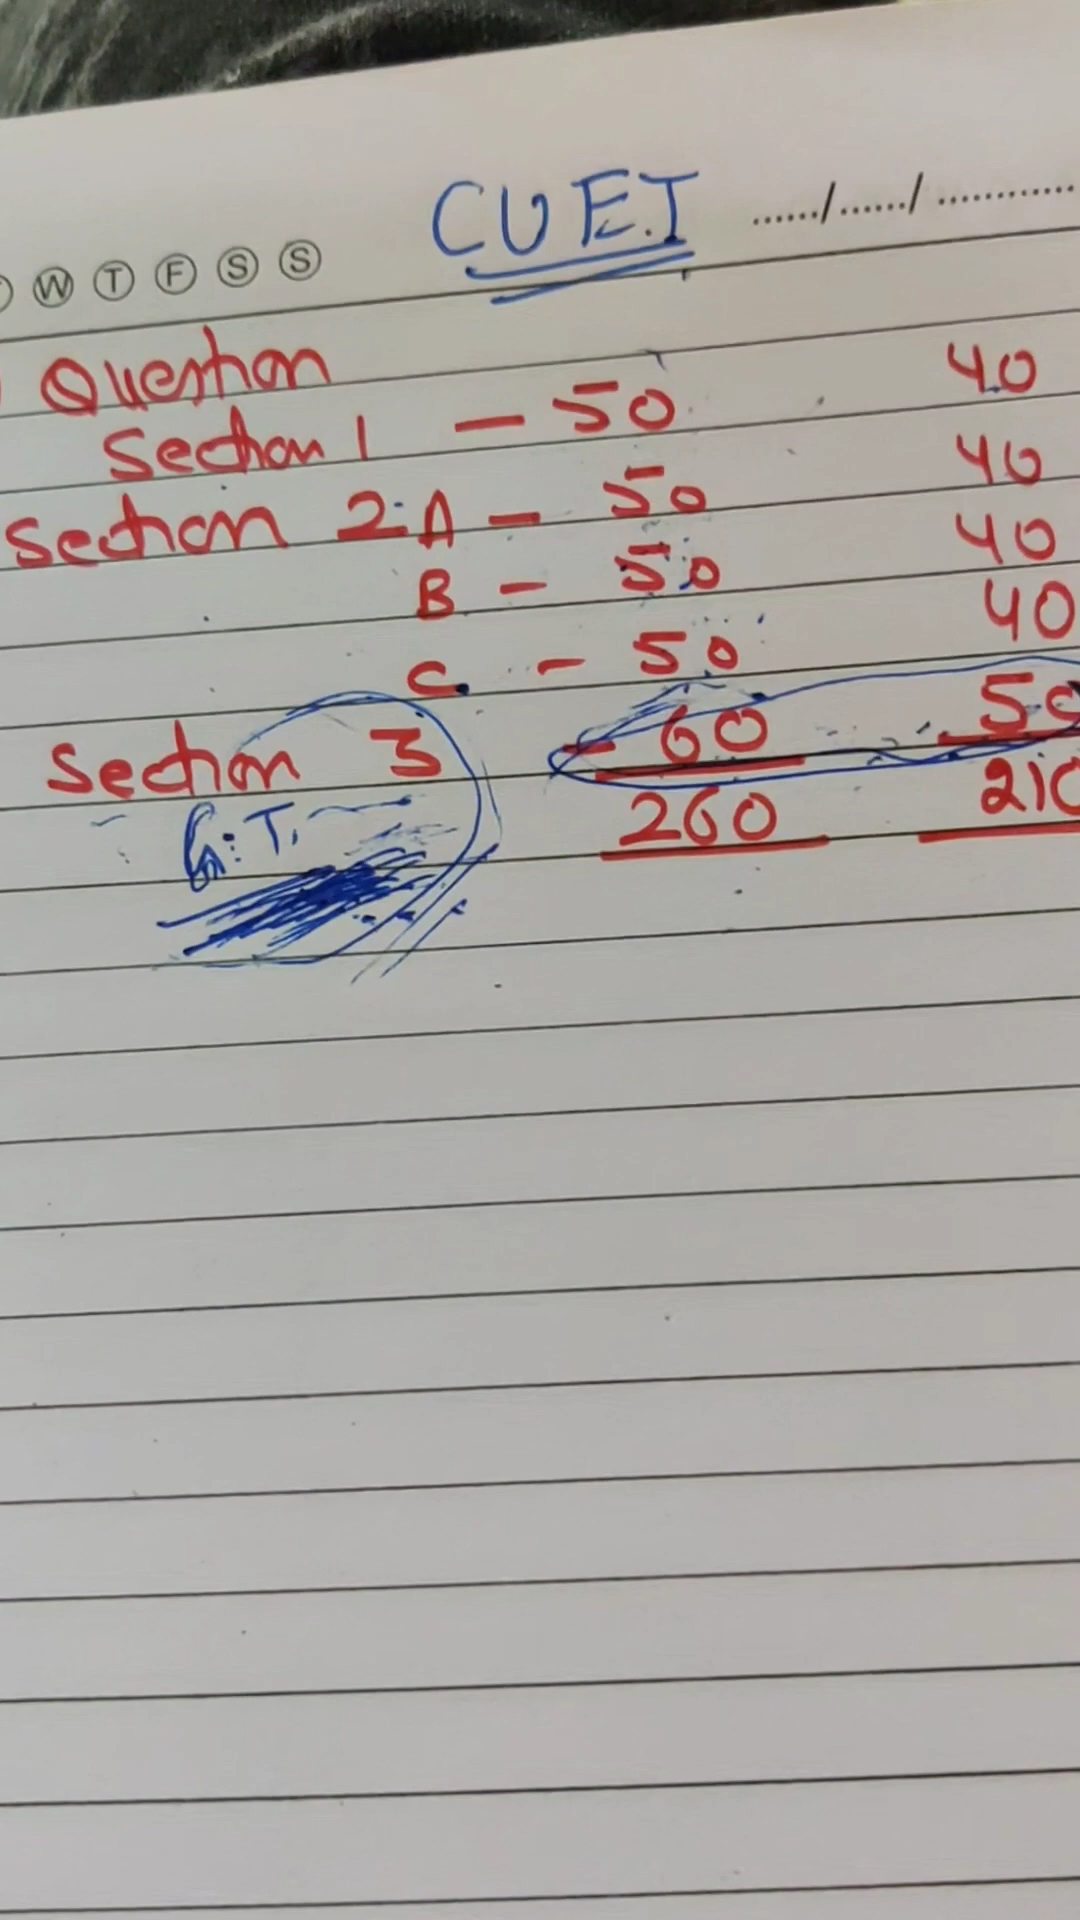 CUET ....../....../............
W T F S S
Question
Section 1 — 50 40
Section 2. A — 50 40
B — 50 40
C. — 50 40
Section 3 — 60 50
G.T. 260 210